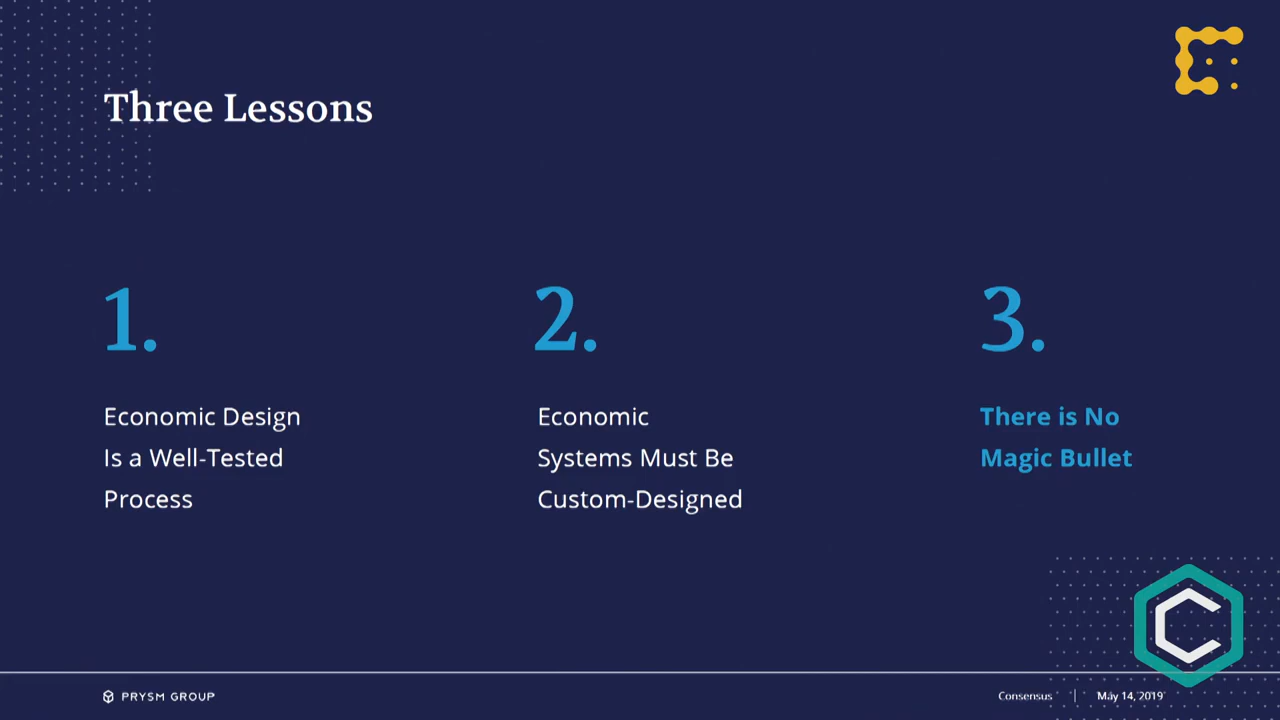 Three Lessons
1.
Economic Design
Is a Well-Tested
Process
2.
Economic
Systems Must Be
Custom-Designed
3.
There is No
Magic Bullet
PRYSM GROUP
Consensus
May 14, 2019